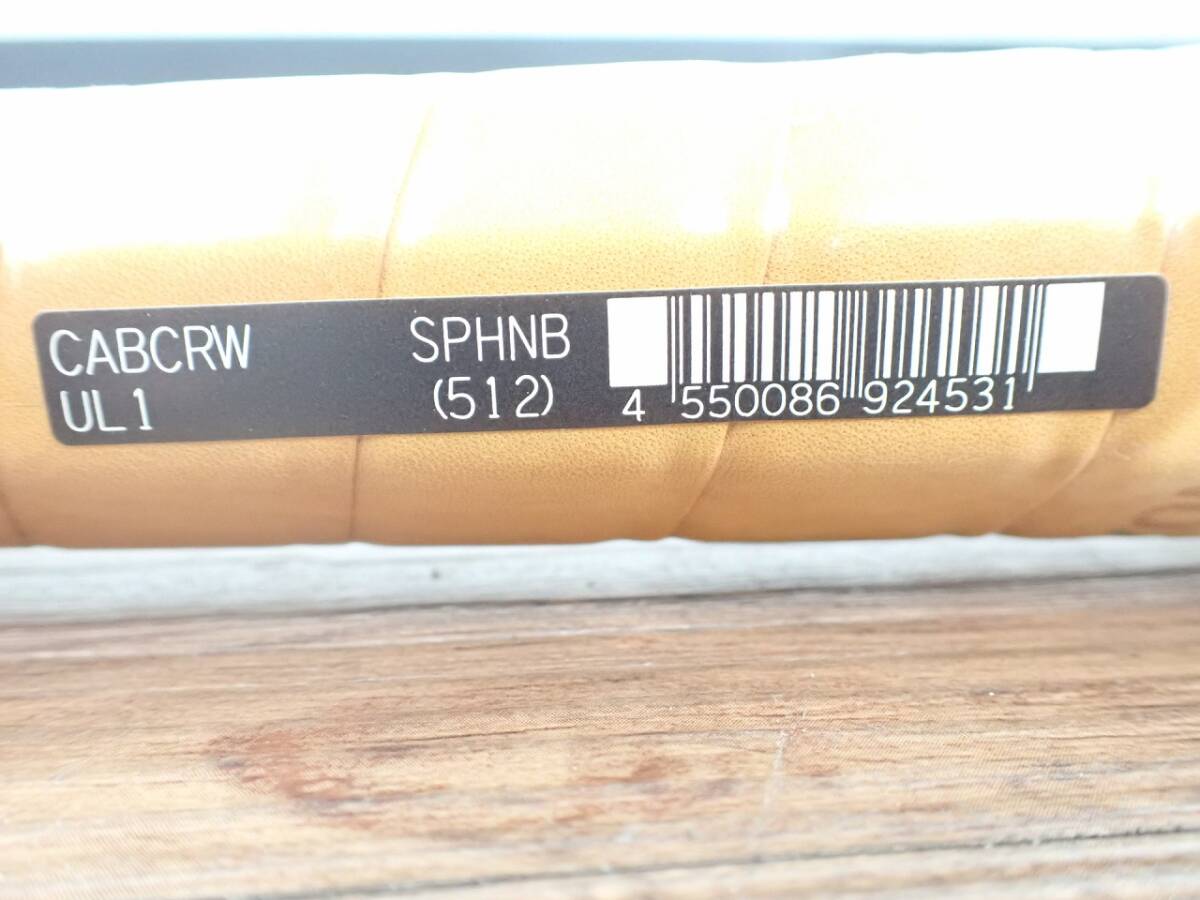 CABCRW SPHNB
UL1 (512)
4 550086 924531